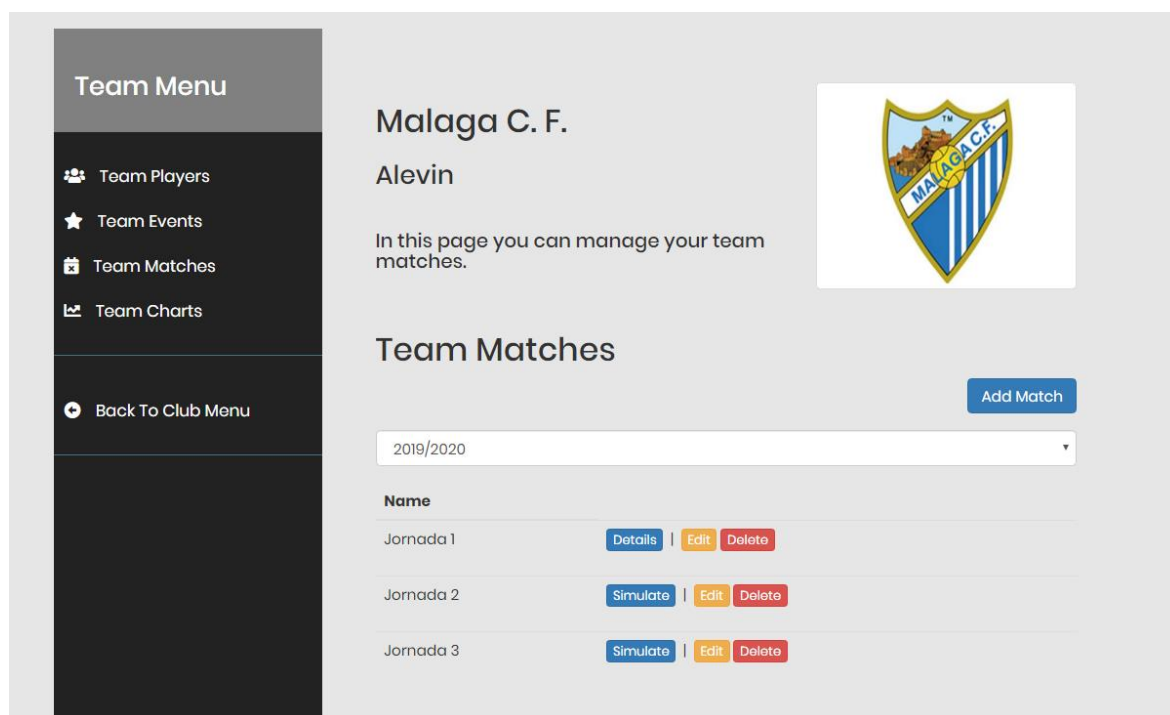 Team Menu
Team Players
Team Events
Team Matches
Team Charts
Back To Club Menu
Malaga C. F.
Alevin
In this page you can manage your team
matches.
TM
MALAGA C.F.
Team Matches
Add Match
2019/2020
Name
Jornada 1 Details | Edit Delete
Jornada 2 Simulate | Edit Delete
Jornada 3 Simulate | Edit Delete